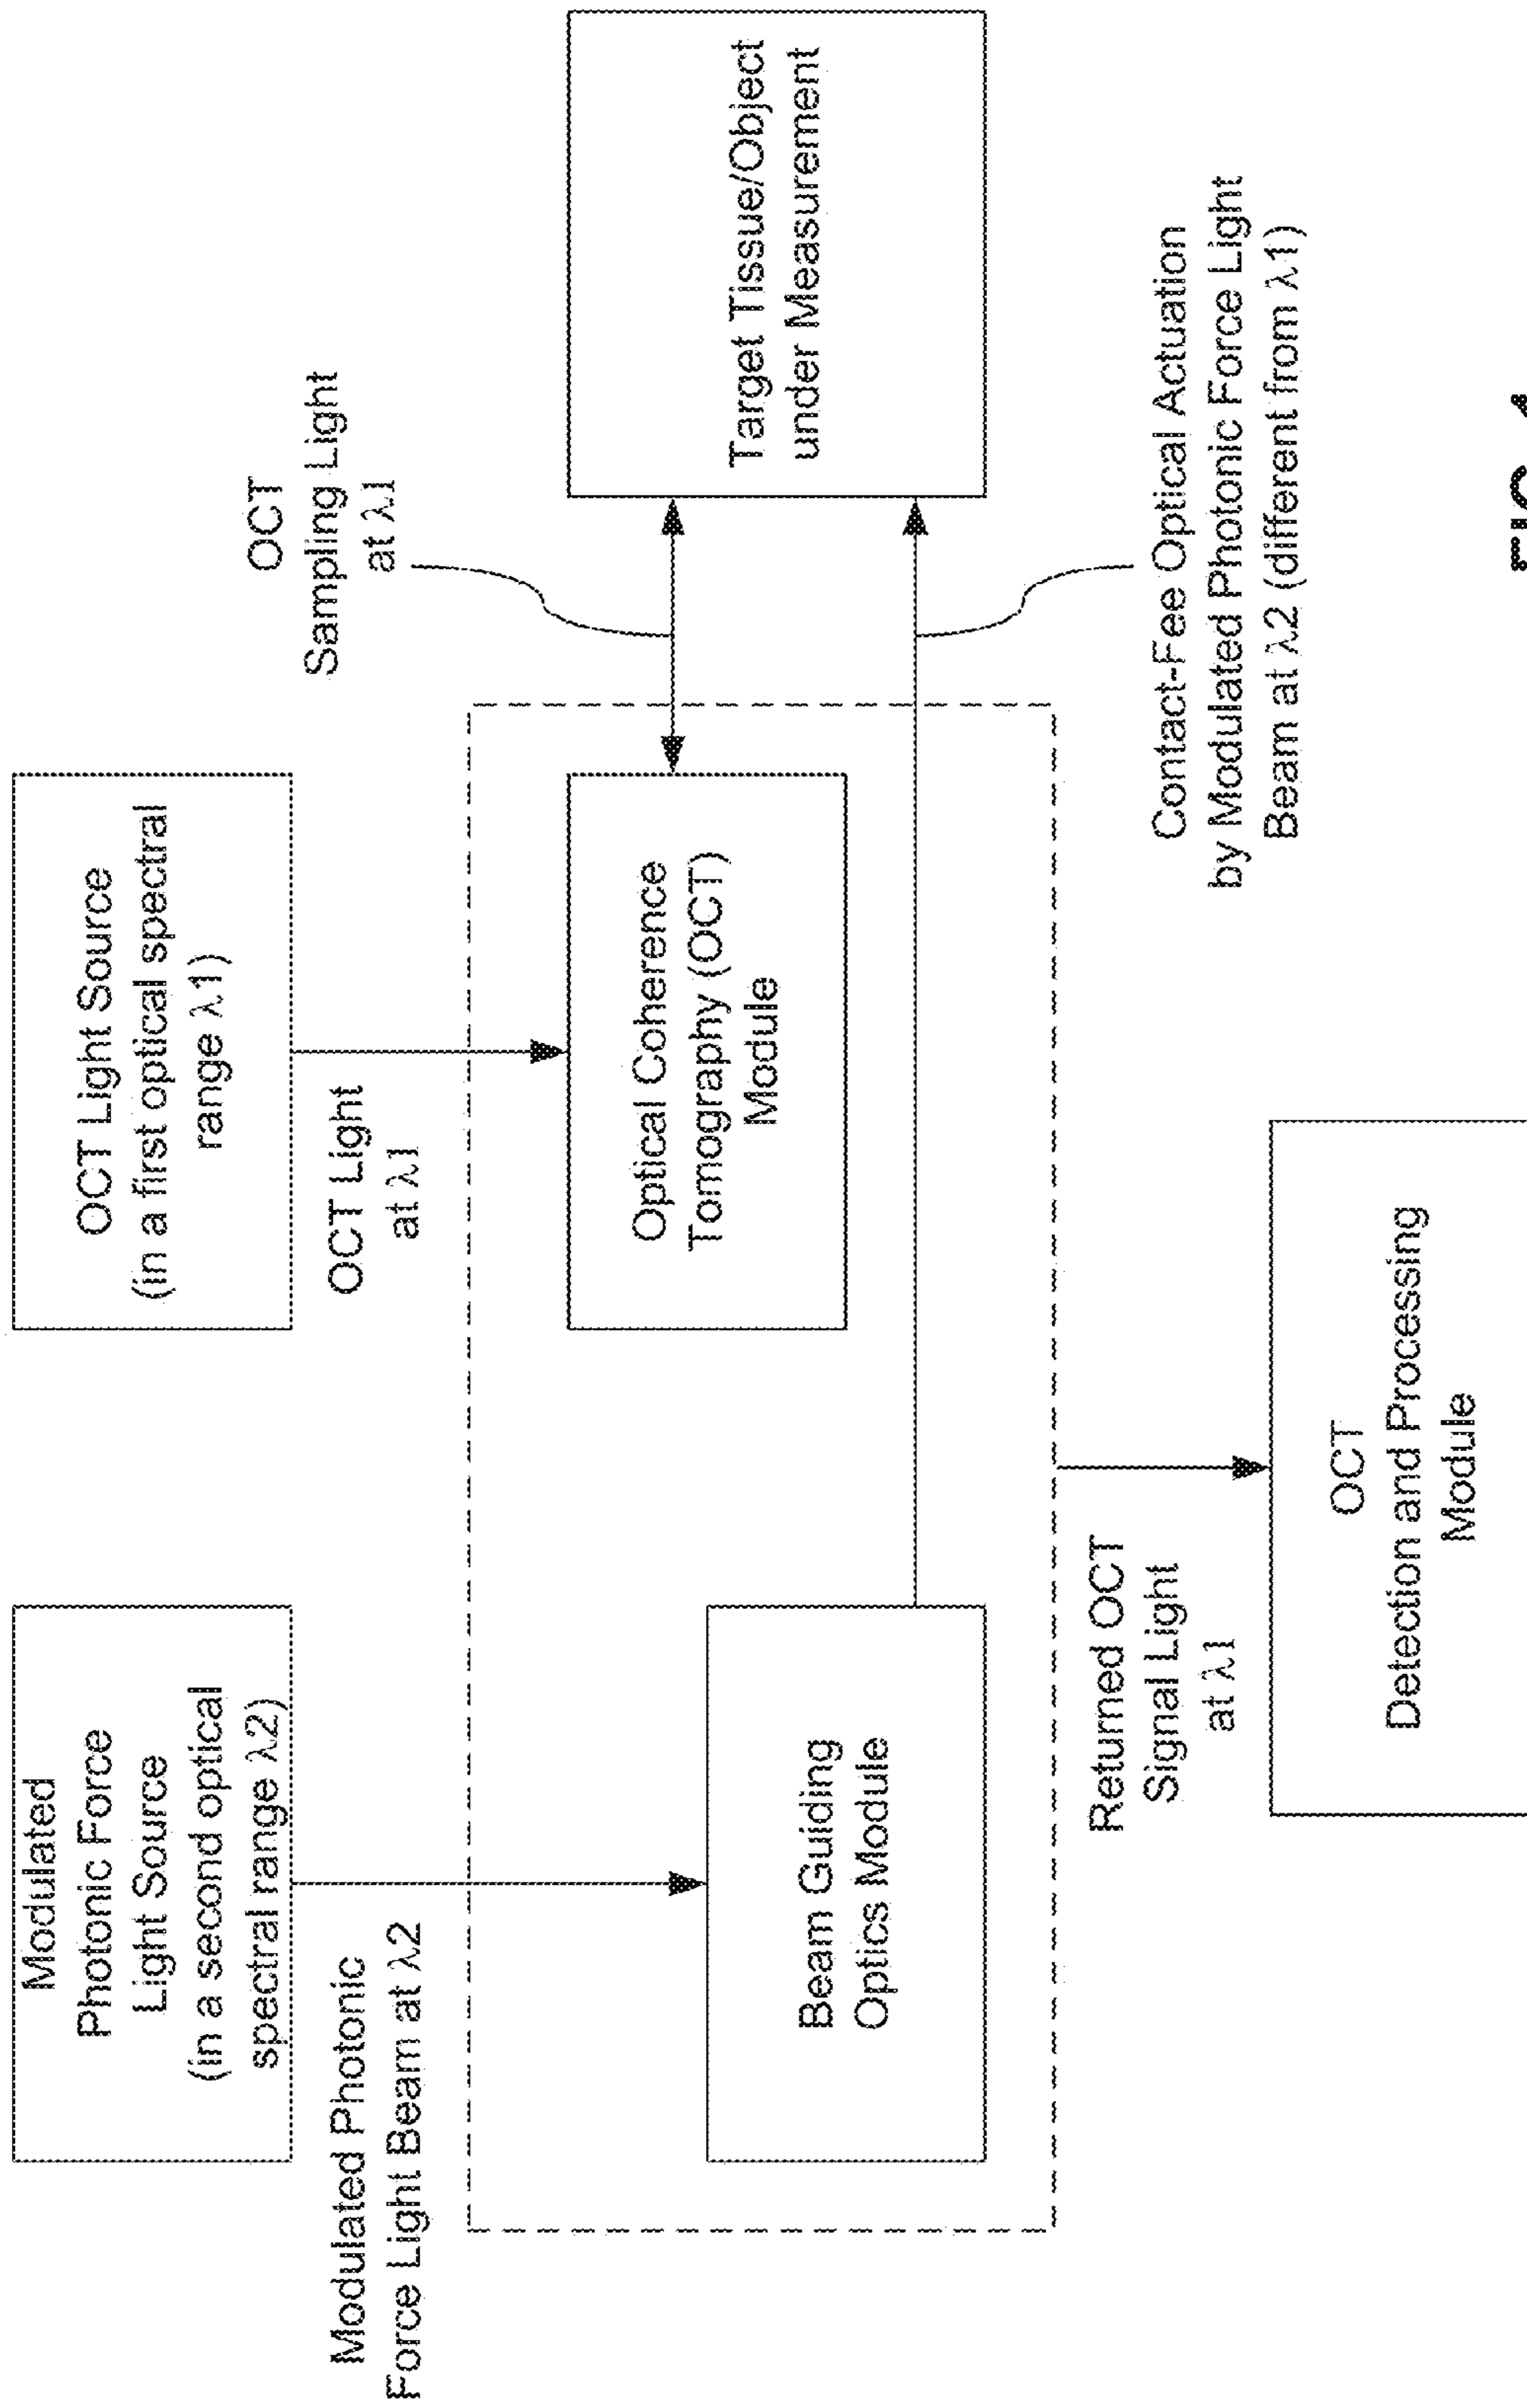 Modulated
Photonic Force
Light Source
(in a second optical
spectral range λ2)
OCT Light Source
(in a first optical spectral
range λ1)
Modulated Photonic
Force Light Beam at λ2
OCT Light
at λ1
OCT
Sampling Light
at λ1
Beam Guiding
Optics Module
Optical Coherence
Tomography (OCT)
Module
Target Tissue/Object
under Measurement
Returned OCT
Signal Light
at λ1
Contact-Fee Optical Actuation
by Modulated Photonic Force Light
Beam at λ2 (different from λ1)
OCT
Detection and Processing
Module